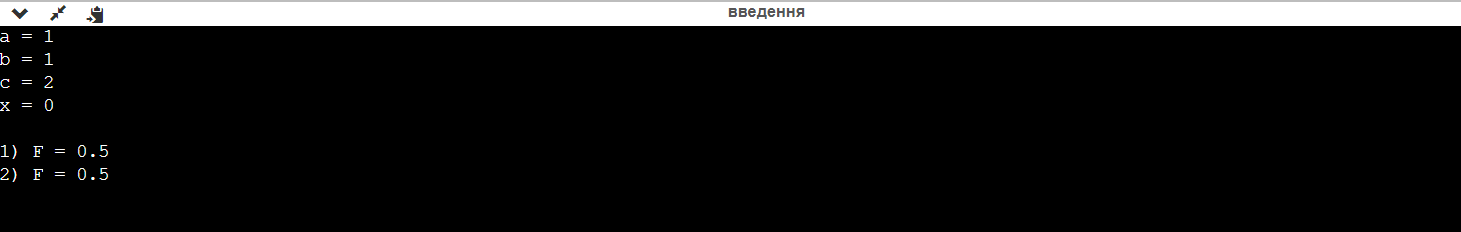 введення
a = 1
b = 1
c = 2
x = 0
1) F = 0.5
2) F = 0.5